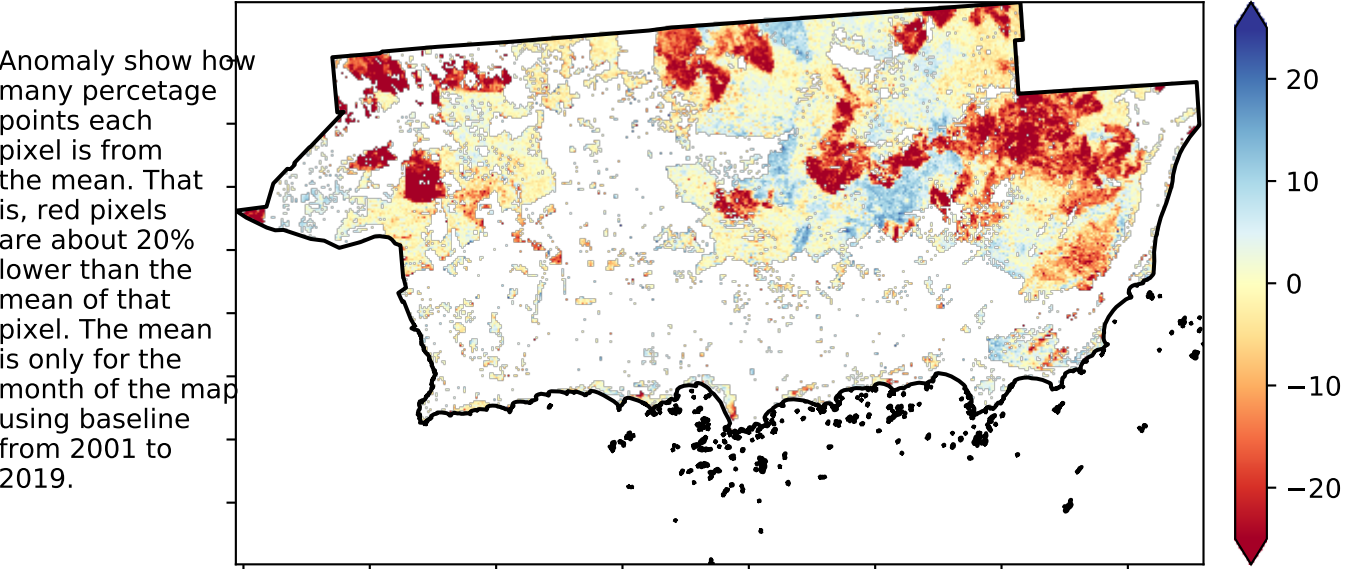 Anomaly show how
many percetage
points each
pixel is from
the mean. That
is, red pixels
are about 20%
lower than the
mean of that
pixel. The mean
is only for the
month of the map
using baseline
from 2001 to
2019.
20
10
0
−10
−20